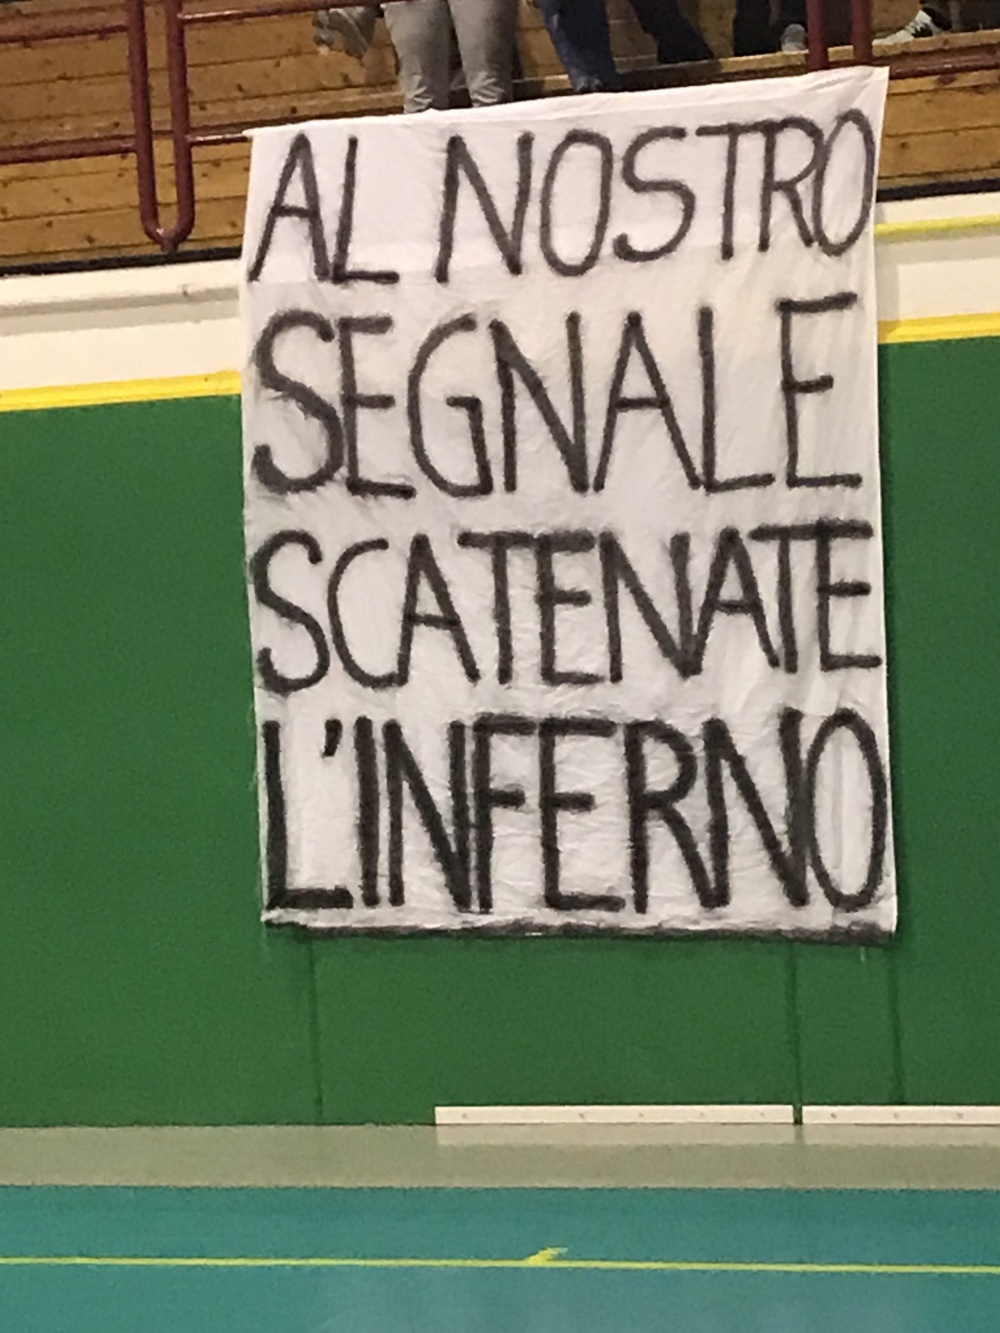 AL NOSTRO
SEGNALE
SCATENATE
L'INFERNO